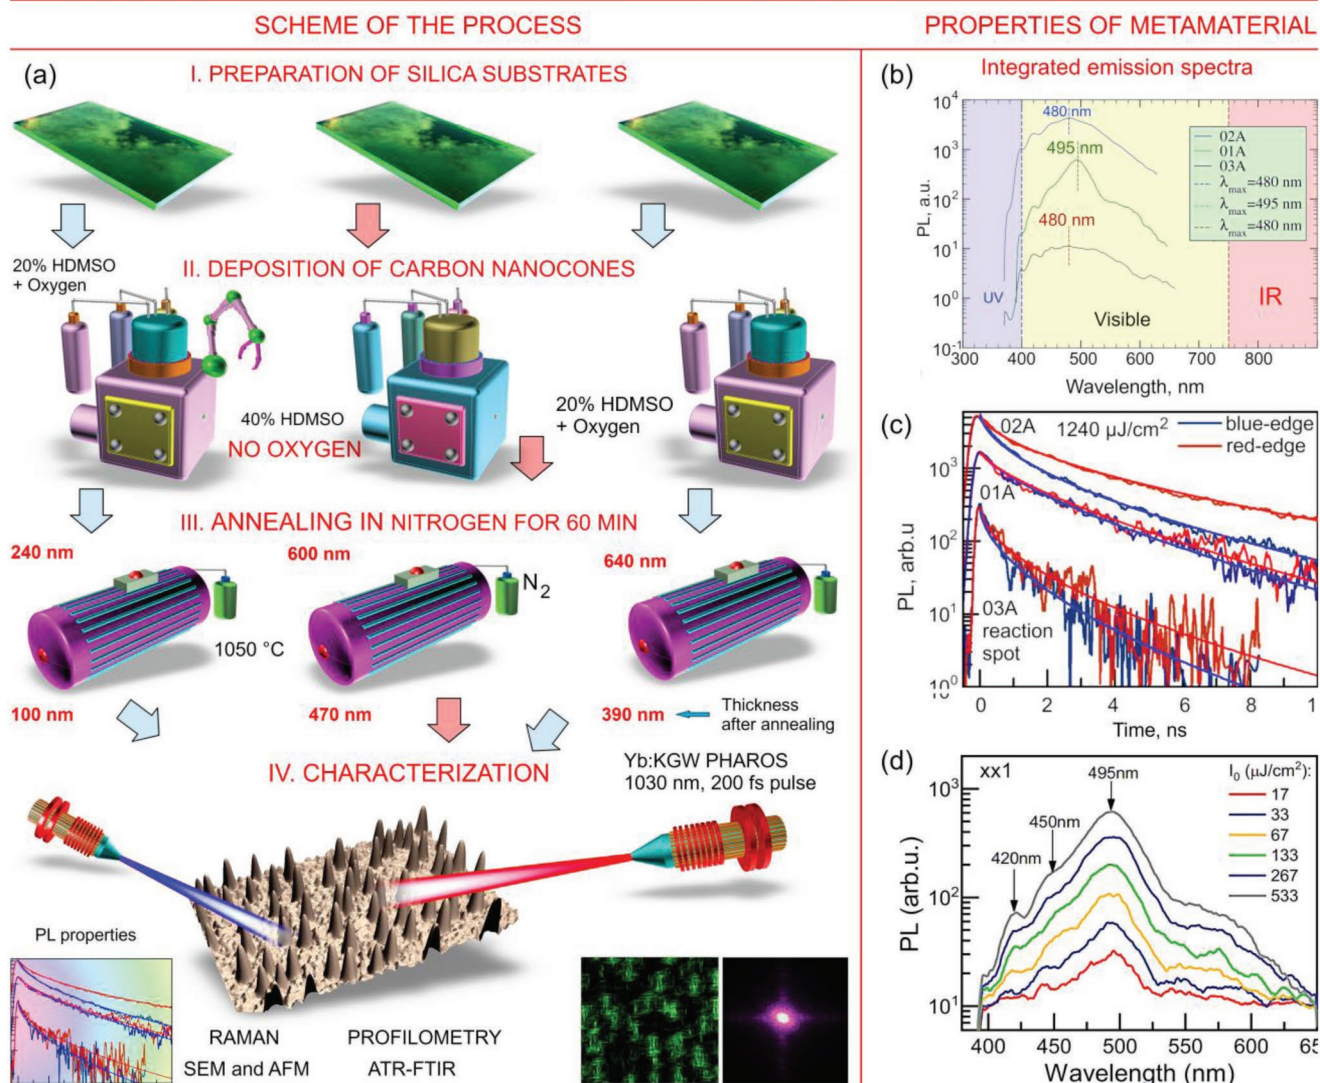 SCHEME OF THE PROCESS
PROPERTIES OF METAMATERIAL
(a)
I. PREPARATION OF SILICA SUBSTRATES
20% HDMSO
+ Oxygen
II. DEPOSITION OF CARBON NANOCONES
40% HDMSO
NO OXYGEN
20% HDMSO
+ Oxygen
III. ANNEALING IN NITROGEN FOR 60 MIN
240 nm
600 nm
640 nm
N2
1050 °C
100 nm
470 nm
390 nm
Thickness
after annealing
IV. CHARACTERIZATION
Yb:KGW PHAROS
1030 nm, 200 fs pulse
PL properties
RAMAN
PROFILOMETRY
SEM and AFM
ATR-FTIR
(b)
Integrated emission spectra
10^4
10^3
10^2
10^1
10^0
10^-1
PL, a.u.
480 nm
495 nm
480 nm
02A
01A
03A
λmax=480 nm
λmax=495 nm
λmax=480 nm
UV
Visible
IR
300 400 500 600 700 800
Wavelength, nm
(c)
02A
1240 µJ/cm²
blue-edge
red-edge
01A
03A
reaction
spot
10^3
10^2
10^1
10^0
PL, arb.u
0 2 4 6 8 1
Time, ns
(d)
xx1
495nm
450nm
420nm
I0 (µJ/cm²):
17
33
67
133
267
533
10^3
10^2
10^1
PL (arb.u.)
400 450 500 550 600 65
Wavelength (nm)